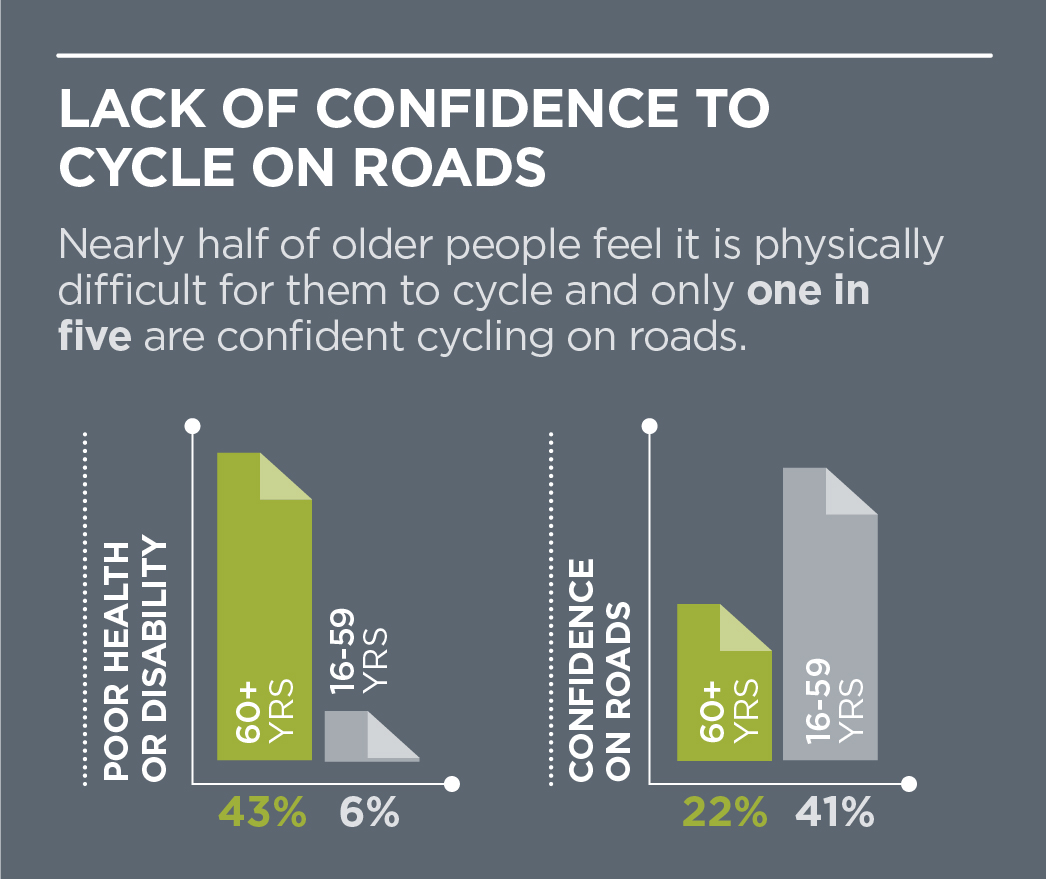 LACK OF CONFIDENCE TO
CYCLE ON ROADS
Nearly half of older people feel it is physically
difficult for them to cycle and only one in
five are confident cycling on roads.
POOR HEALTH
OR DISABILITY
60+
YRS
16-59
YRS
43%
6%
CONFIDENCE
ON ROADS
60+
YRS
16-59
YRS
22%
41%